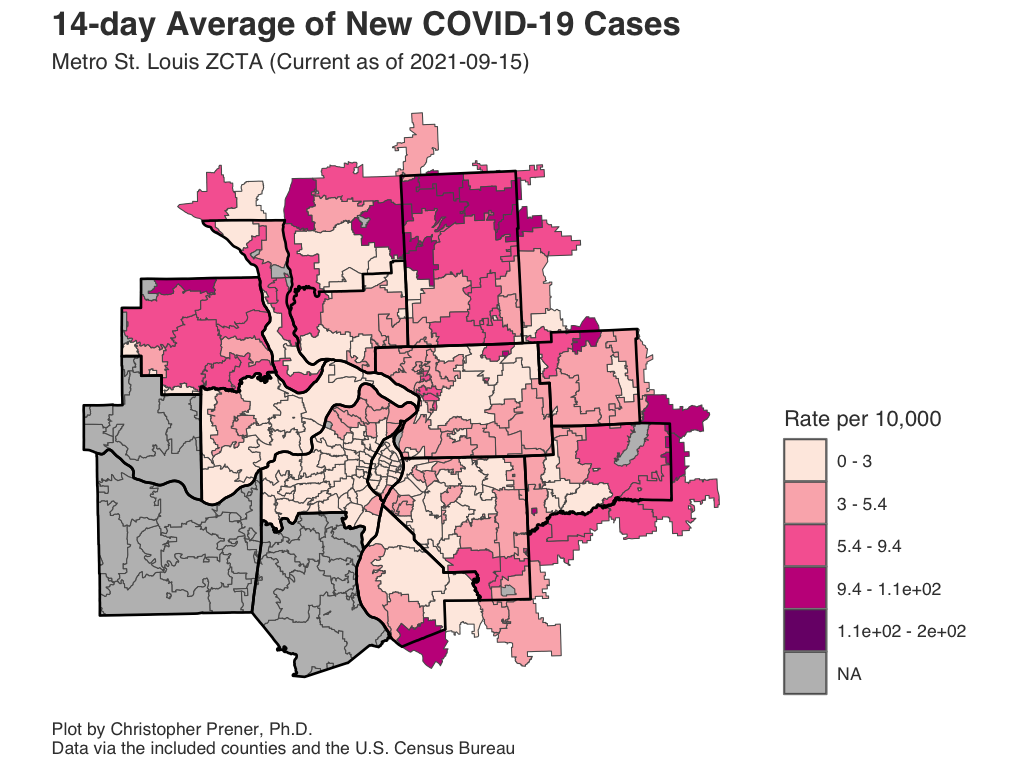 14-day Average of New COVID-19 Cases
Metro St. Louis ZCTA (Current as of 2021-09-15)
Rate per 10,000
0 - 3
3 - 5.4
5.4 - 9.4
9.4 - 1.1e+02
1.1e+02 - 2e+02
NA
Plot by Christopher Prener, Ph.D.
Data via the included counties and the U.S. Census Bureau